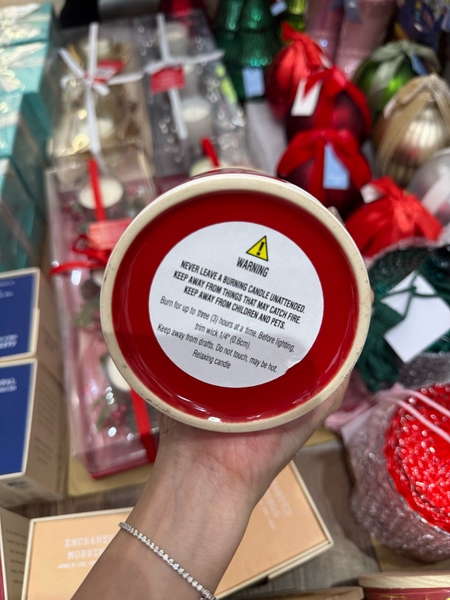 WARNING
NEVER LEAVE A BURNING CANDLE UNATTENDED.
KEEP AWAY FROM THINGS THAT MAY CATCH FIRE.
KEEP AWAY FROM CHILDREN AND PETS.
Burn for up to three (3) hours at a time. Before lighting,
trim wick 1/4" (0.6cm).
Keep away from drafts. Do not touch, may be hot.
Relaxing candle